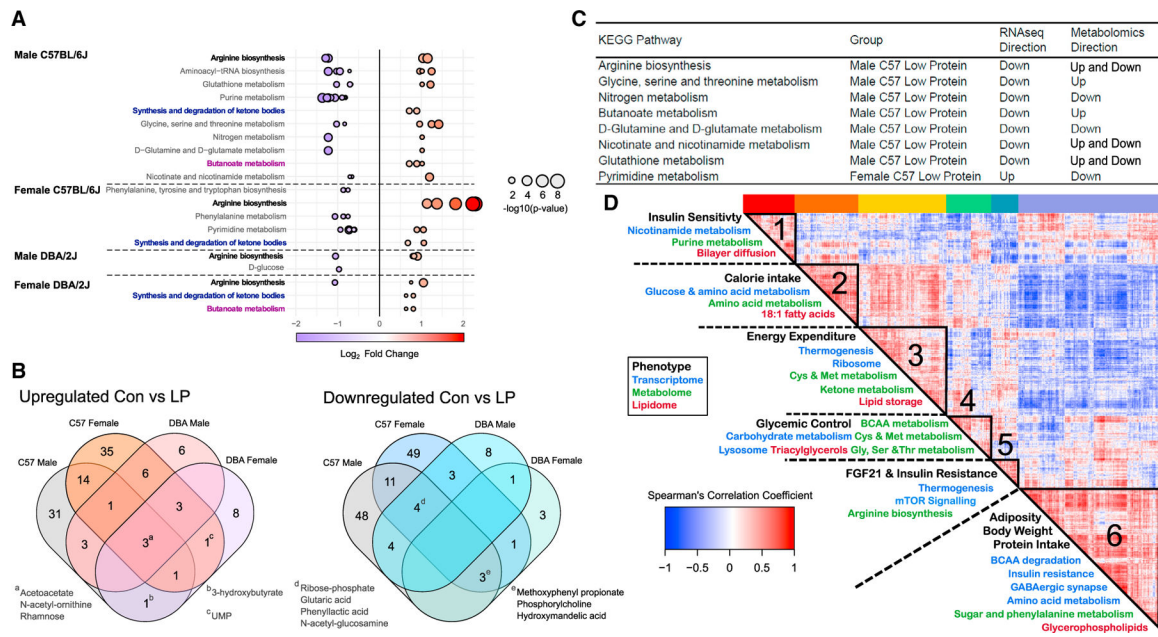 A
Male C57BL/6J
Arginine biosynthesis
Aminoacyl-tRNA biosynthesis
Glutathione metabolism
Purine metabolism
Synthesis and degradation of ketone bodies
Glycine, serine and threonine metabolism
Nitrogen metabolism
D-Glutamine and D-glutamate metabolism
Butanoate metabolism
Nicotinate and nicotinamide metabolism
Female C57BL/6J
Phenylalanine, tyrosine and tryptophan biosynthesis
Arginine biosynthesis
Phenylalanine metabolism
Pyrimidine metabolism
Synthesis and degradation of ketone bodies
Male DBA/2J
Arginine biosynthesis
D-glucose
Female DBA/2J
Arginine biosynthesis
Synthesis and degradation of ketone bodies
Butanoate metabolism
−2 −1 0 1 2
Log2 Fold Change
2 4 6 8
-log10(p-value)
B
Upregulated Con vs LP
C57 Female
DBA Male
C57 Male
DBA Female
35
6
14
6
31
1
3
8
3
3a
1c
1
1b
a Acetoacetate
N-acetyl-ornithine
Rhamnose
b 3-hydroxybutyrate
c UMP
Downregulated Con vs LP
C57 Female
DBA Male
C57 Male
DBA Female
49
8
11
3
1
48
4d
3
4
1
3e
d
Ribose-phosphate
Glutaric acid
Phenyllactic acid
N-acetyl-glucosamine
e
Methoxyphenyl propionate
Phosphorylcholine
Hydroxymandelic acid
C
KEGG Pathway Group RNAseq Direction Metabolomics Direction
Arginine biosynthesis Male C57 Low Protein Down Up and Down
Glycine, serine and threonine metabolism Male C57 Low Protein Down Up
Nitrogen metabolism Male C57 Low Protein Down Down
Butanoate metabolism Male C57 Low Protein Down Up
D-Glutamine and D-glutamate metabolism Male C57 Low Protein Down Down
Nicotinate and nicotinamide metabolism Male C57 Low Protein Down Up and Down
Glutathione metabolism Male C57 Low Protein Down Up and Down
Pyrimidine metabolism Female C57 Low Protein Up Down
D
Insulin Sensitivty
Nicotinamide metabolism
Purine metabolism
Bilayer diffusion
1
Calorie intake
Glucose & amino acid metabolism
Amino acid metabolism
18:1 fatty acids
2
Energy Expenditure
Thermogenesis
Ribosome
Cys & Met metabolism
Ketone metabolism
Lipid storage
3
Phenotype
Transcriptome
Metabolome
Lipidome
4
Glycemic Control BCAA metabolism
Carbohydrate metabolism Cys & Met metabolism
Lysosome Triacylglycerols Gly, Ser &Thr metabolism
5
FGF21 & Insulin Resistance
Thermogenesis
mTOR Signalling
Arginine biosynthesis
Spearman's Correlation Coefficient
−1 −0.5 0 0.5 1
6
Adiposity
Body Weight
Protein Intake
BCAA degradation
Insulin resistance
GABAergic synapse
Amino acid metabolism
Sugar and phenylalanine metabolism
Glycerophospholipids